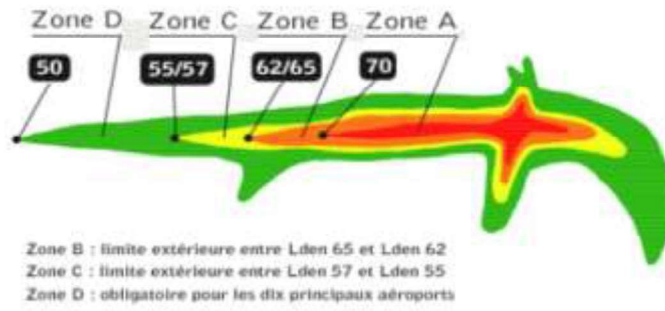 Zone D Zone C Zone B Zone A
50 55/57 62/65 70
Zone B : limite extérieure entre Lden 65 et Lden 62
Zone C : limite extérieure entre Lden 57 et Lden 55
Zone D : obligatoire pour les dix principaux aéroports